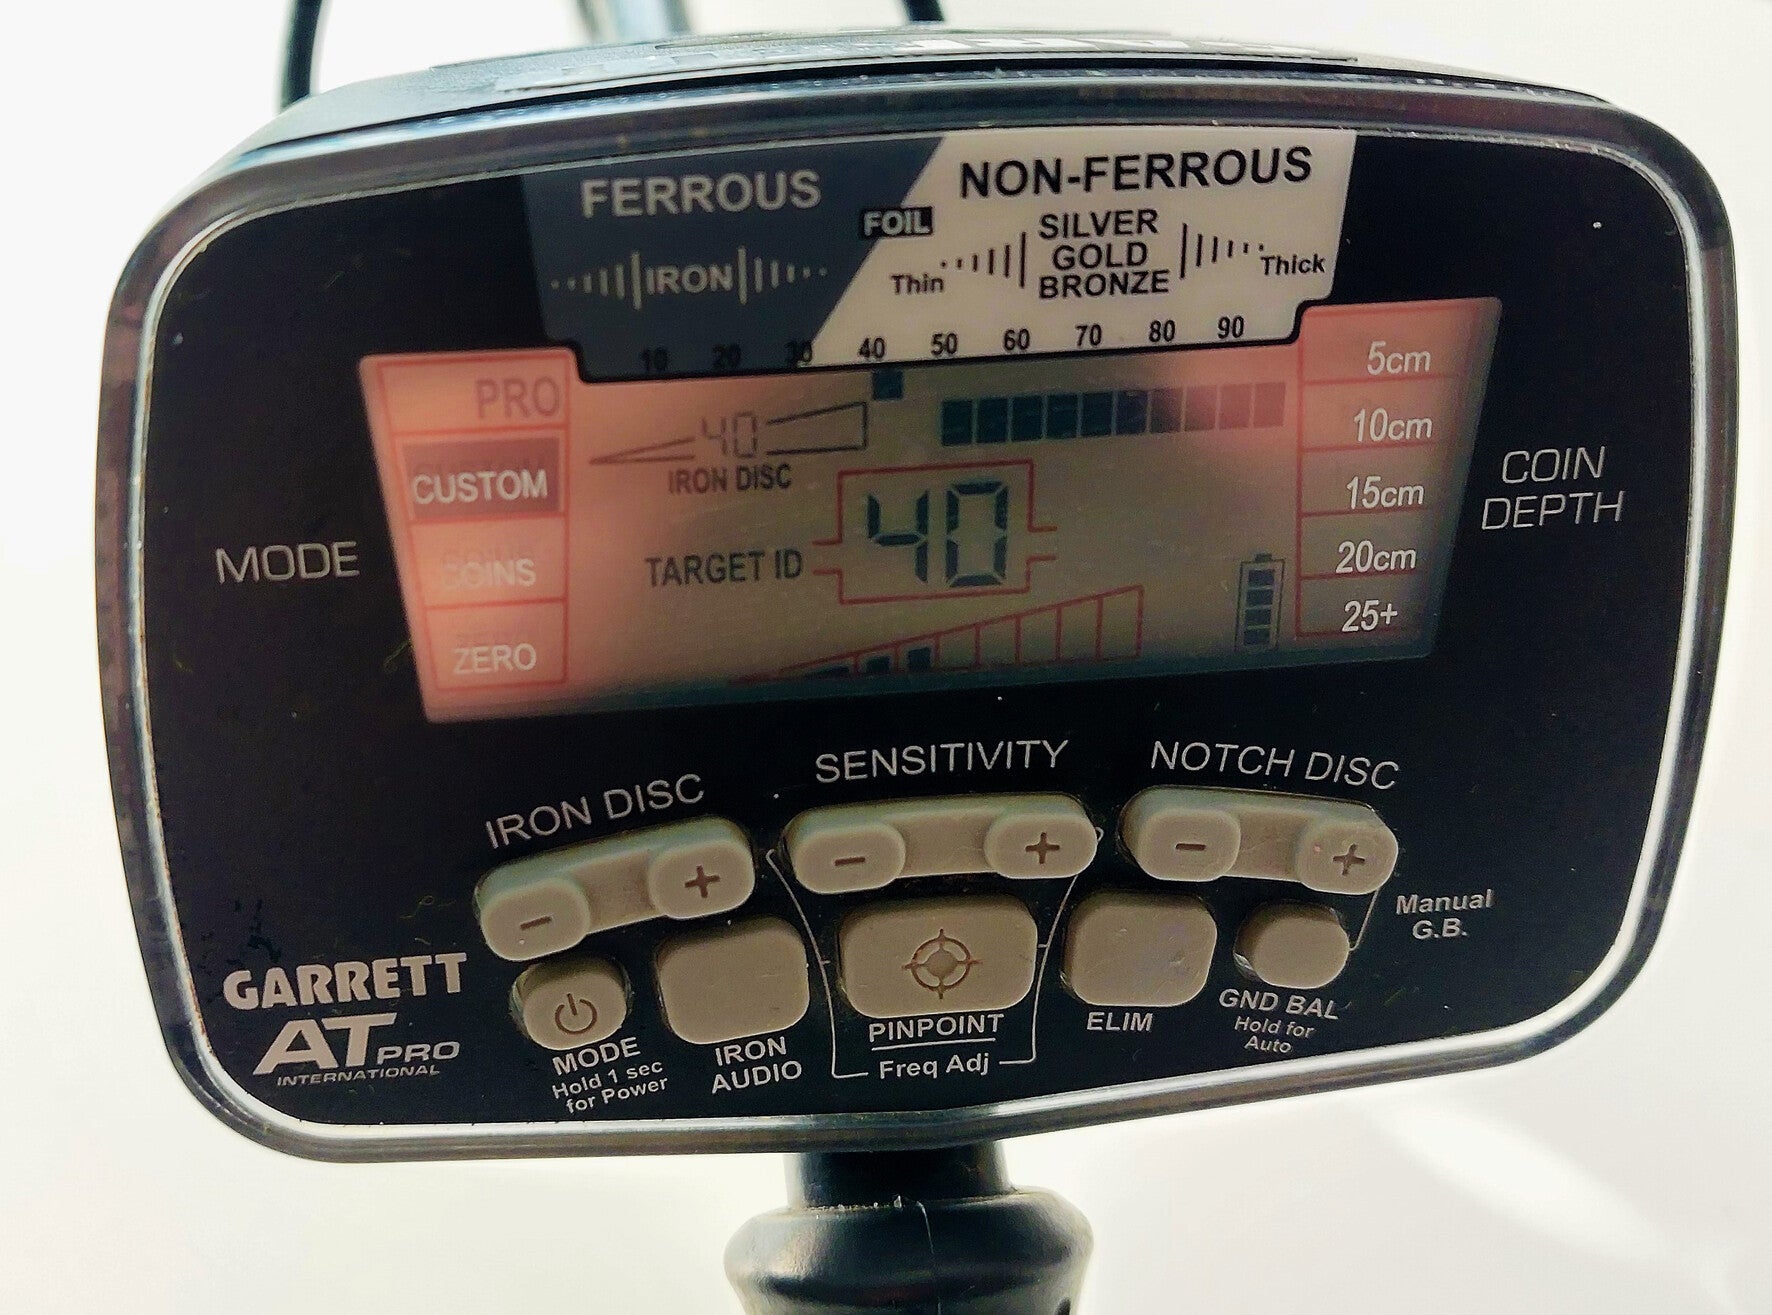 FERROUS
NON-FERROUS
FOIL
IRON
Thin
SILVER
GOLD
BRONZE
Thick
10 20 30 40 50 60 70 80 90
PRO
CUSTOM
COINS
ZERO
MODE
40
IRON DISC
TARGET ID
40
5cm
10cm
15cm
20cm
25+
COIN
DEPTH
IRON DISC
SENSITIVITY
NOTCH DISC
- +
- +
- +
Manual
G.B.
GARRETT
AT PRO
INTERNATIONAL
MODE
Hold 1 sec
for Power
IRON
AUDIO
PINPOINT
Freq Adj
ELIM
GND BAL
Hold for
Auto